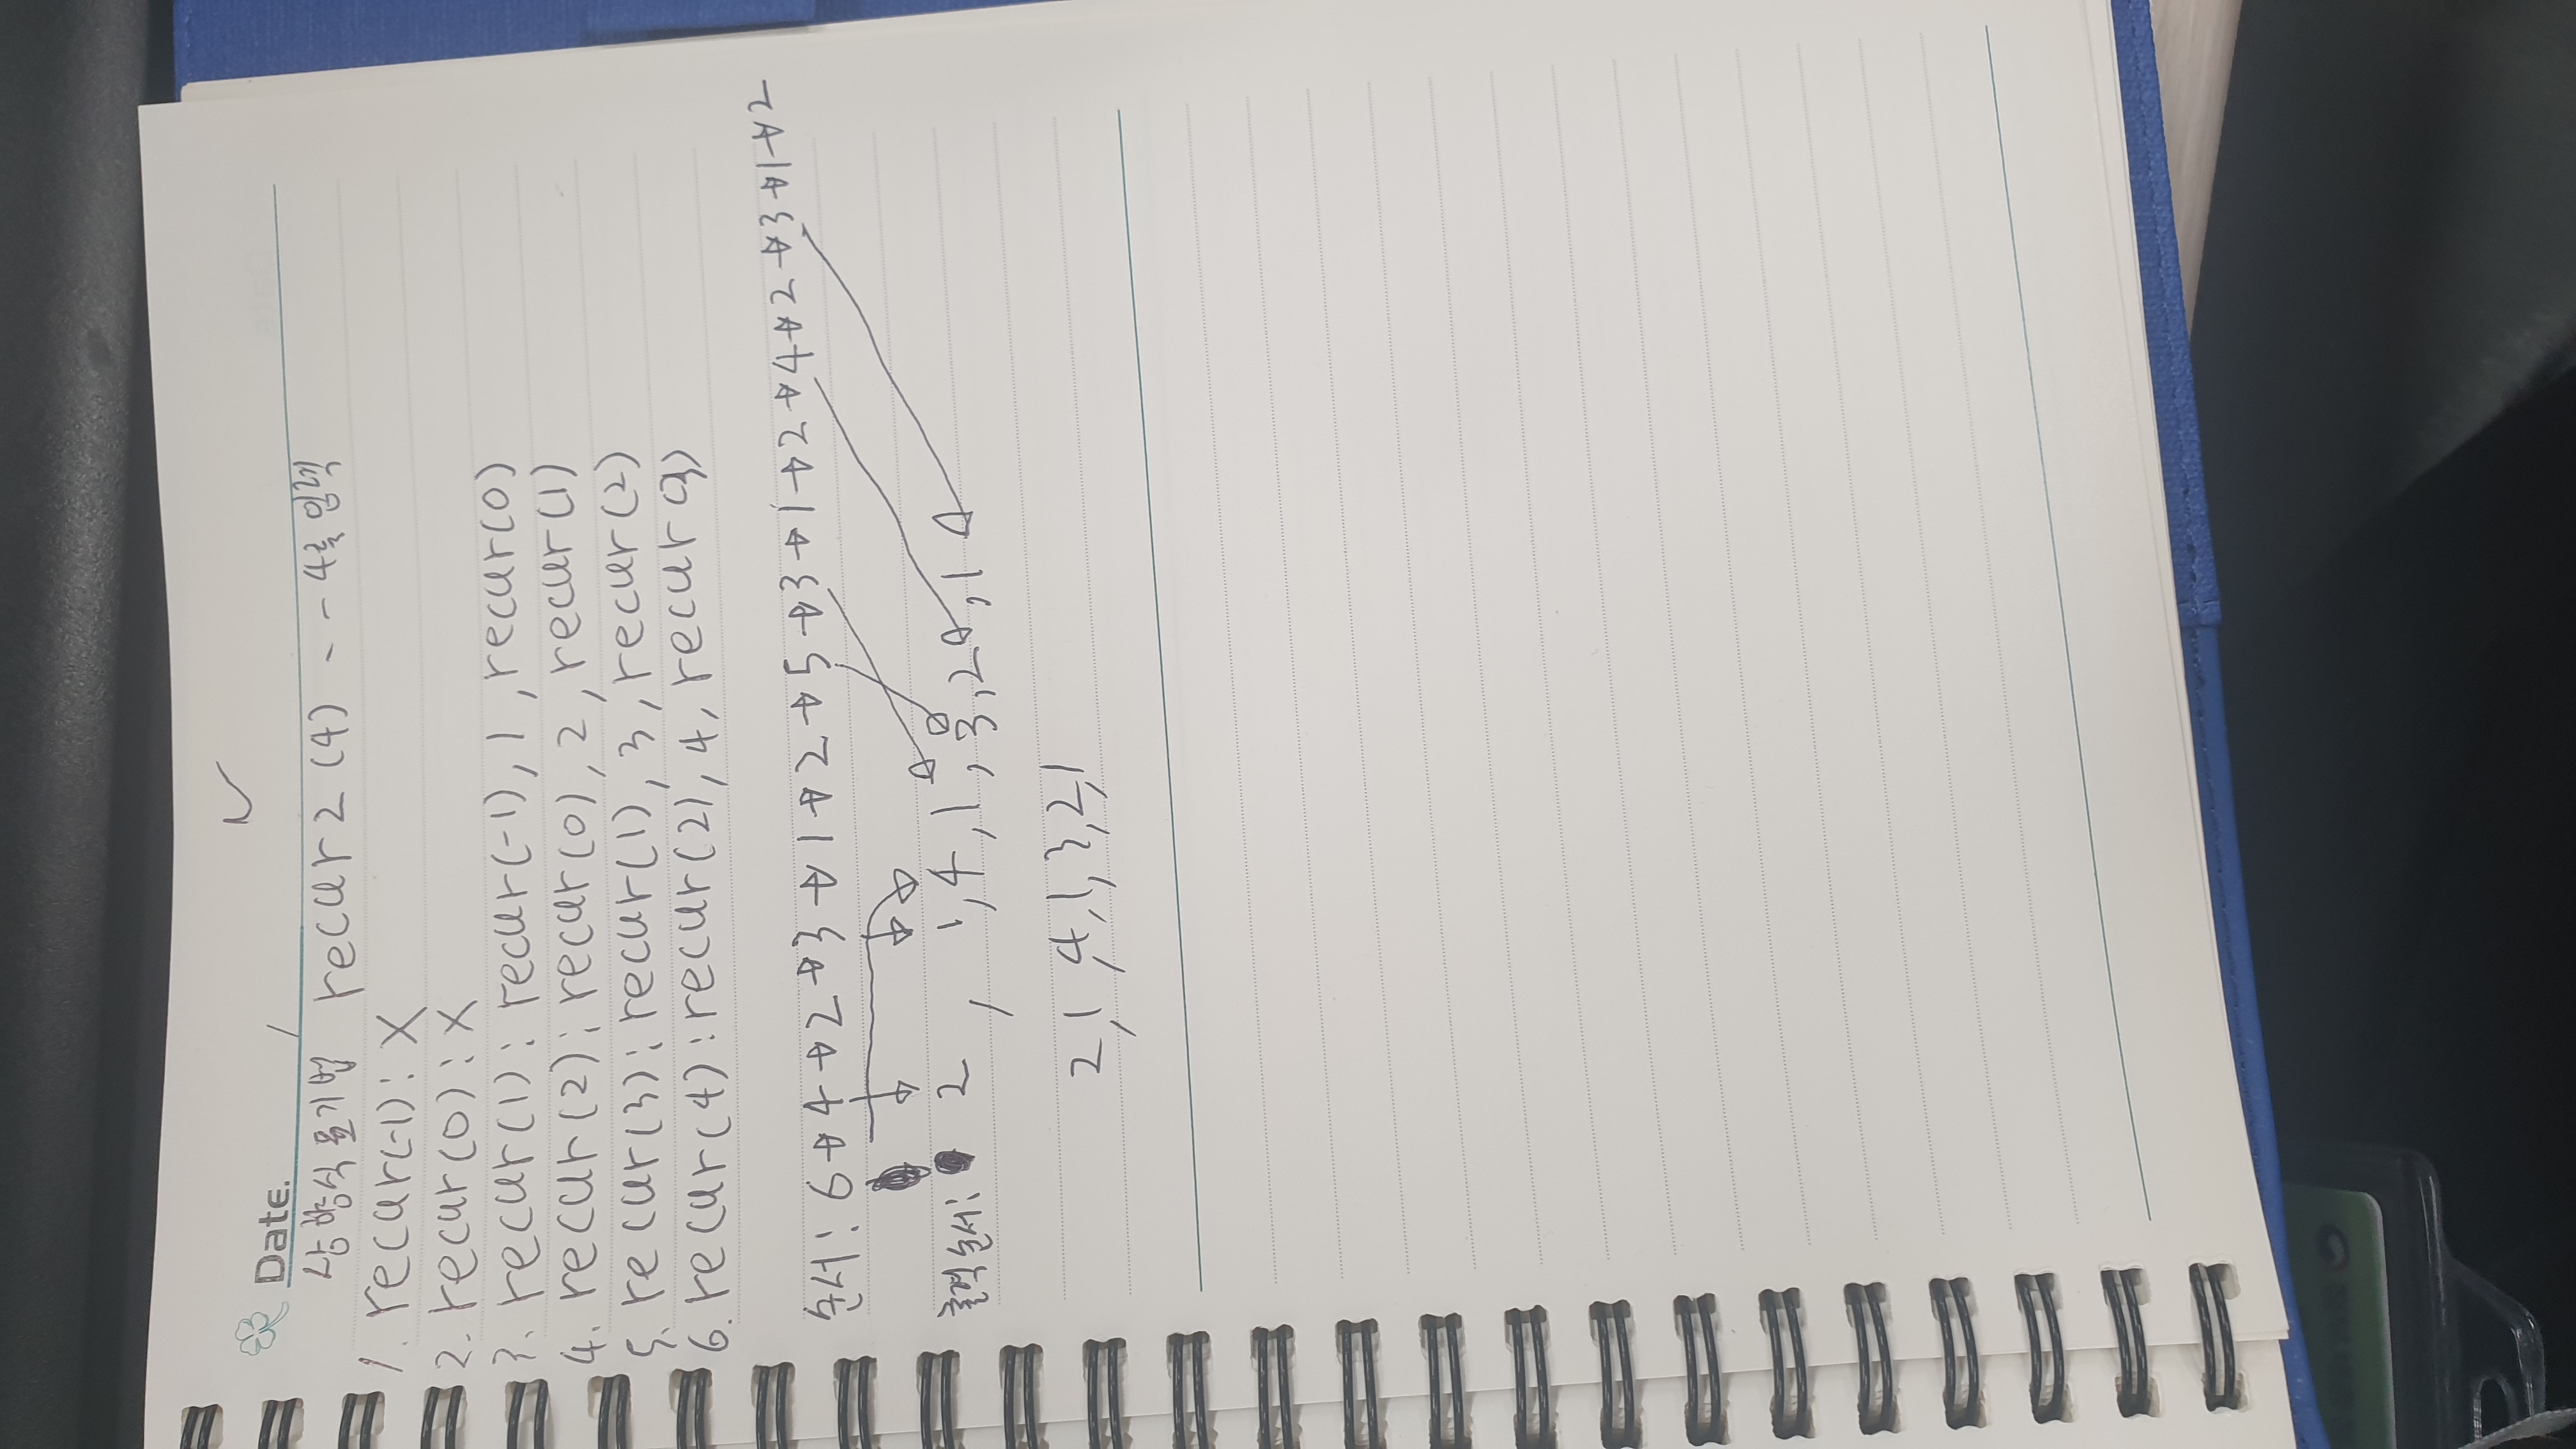 Date. /
상향식 표기법 recur2(4) - - 4를 입력
1. recur(-1): X
2. recur(0): X
3. recur(1): recur(-1), 1, recur(0)
4. recur(2): recur(0), 2, recur(1)
5. recur(3): recur(1), 3, recur(2)
6. recur(4): recur(2), 4, recur(3)
순서: 6→4→2→3→1→2→5→3→1→2→4→2→3→1→2
출력순서: 2, 1, 4, 1, 3, 2, 1
2, 1, 4, 1, 3, 2, 1